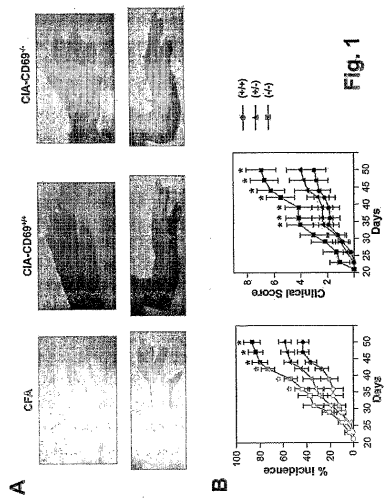 A
CFA
CIA-CD69+/+
CIA-CD69-/-
B
% incidence
100
80
60
40
20
0
20 25 30 35 40 45 50
Days
* * * * * *
Clinical Score
8
6
4
2
20 25 30 35 40 45 50
Days
* * * * * * *
(+/+)
(+/-)
(-/-)
Fig. 1